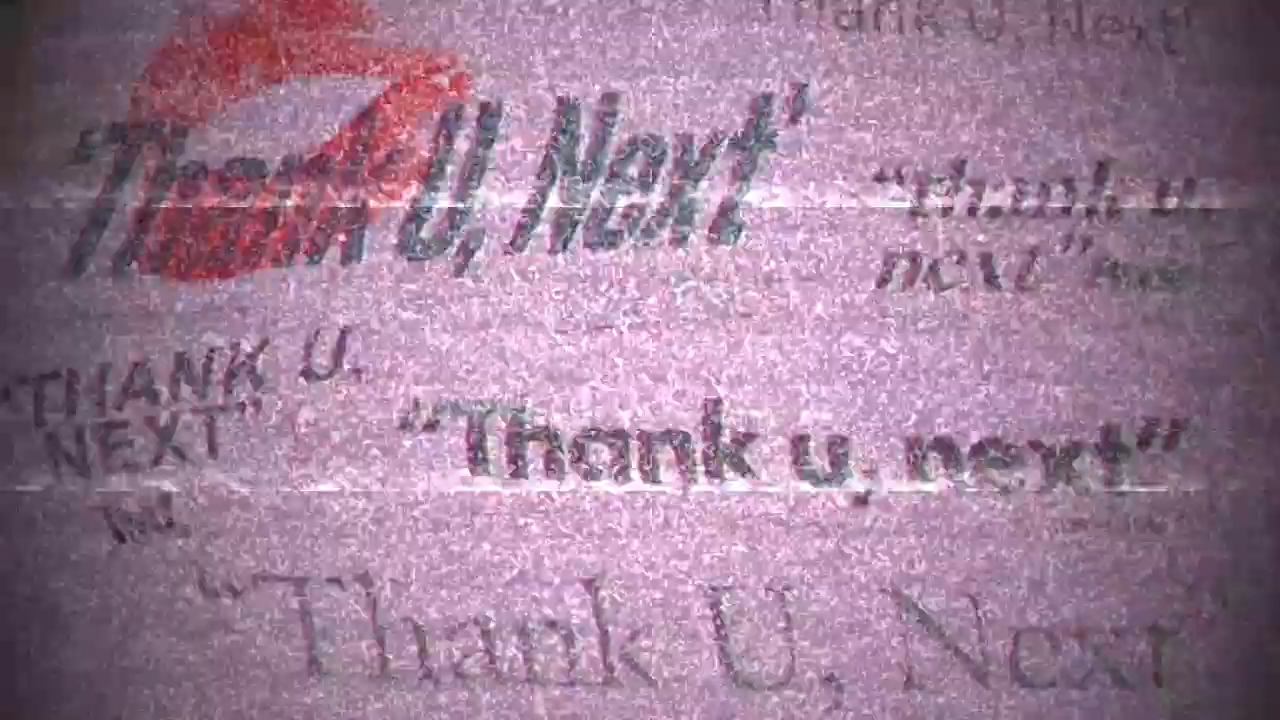 Thank U, Next"
"Thank U, Next"
"thank u,
next"
"THANK U,
NEXT"
"Thank u, next"
"Thank U, Next